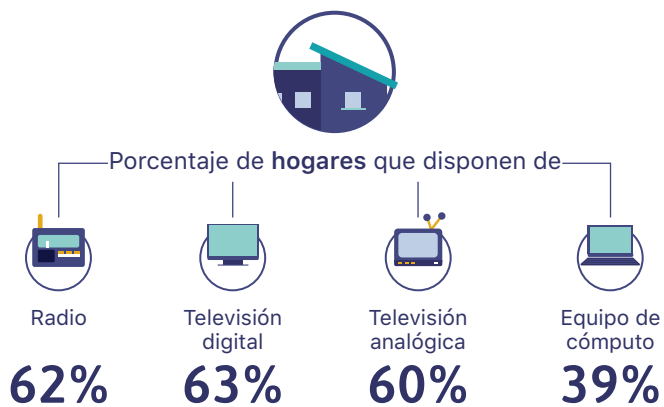 Porcentaje de hogares que disponen de
Radio
62%
Televisión
digital
63%
Televisión
analógica
60%
Equipo de
cómputo
39%